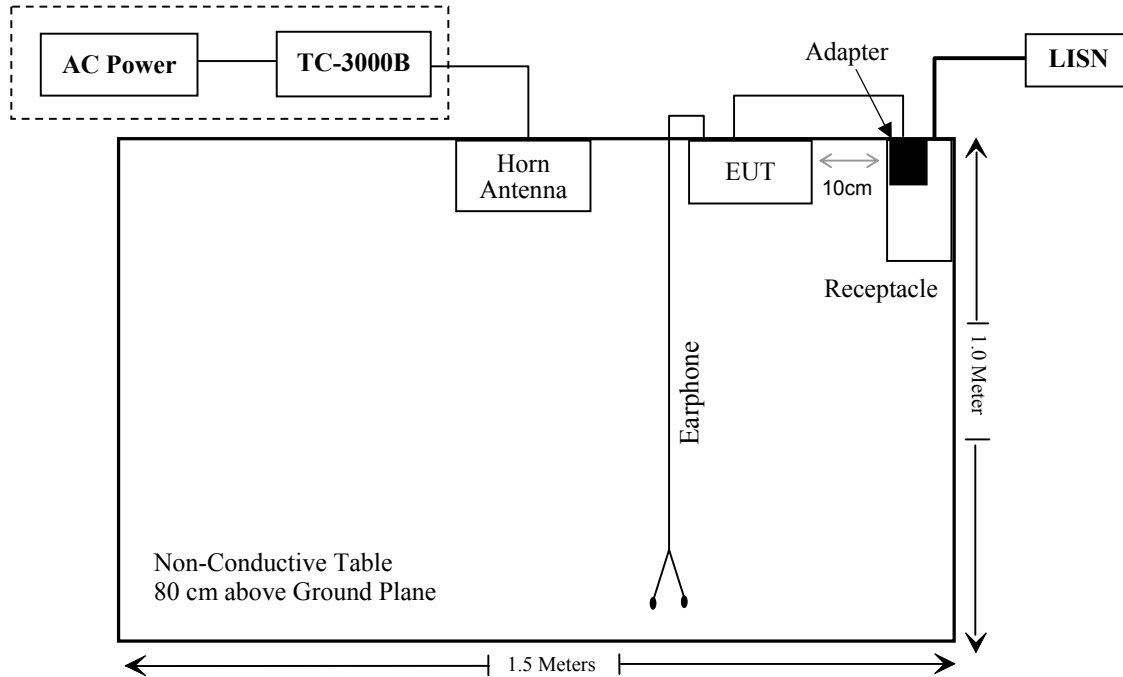 AC Power
TC-3000B
Adapter
LISN
Horn
Antenna
EUT
10cm
Receptacle
Earphone
1.0 Meter
Non-Conductive Table
80 cm above Ground Plane
1.5 Meters